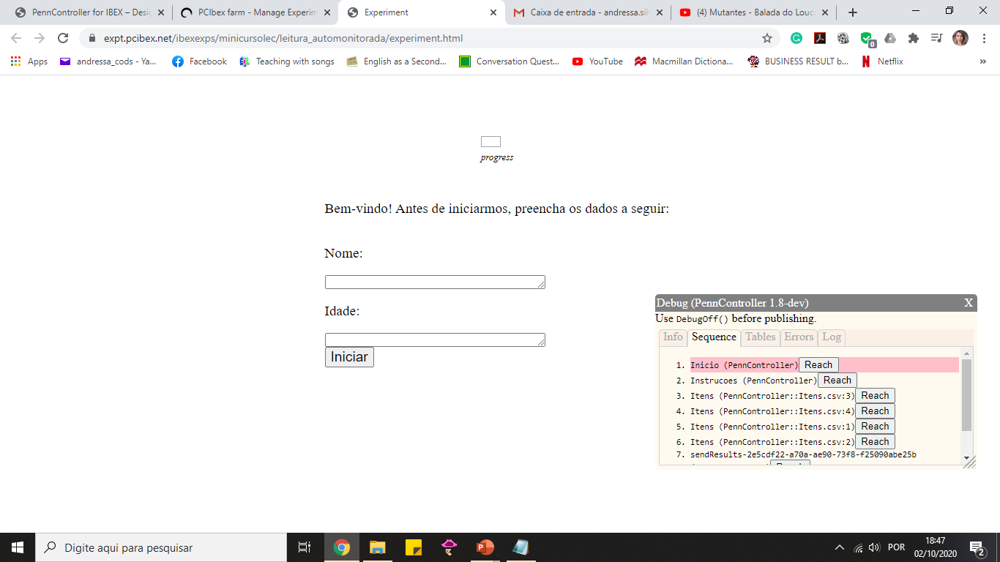 PennController for IBEX – Desig
PCIbex farm - Manage Experim
Experiment
Caixa de entrada - andressa.silv
(4) Mutantes - Balada do Louco
expt.pcibex.net/ibexexps/minicursolec/leitura_automonitorada/experiment.html
0
Apps
andressa_cods - Ya...
Facebook
Teaching with songs
English as a Second...
Conversation Quest...
YouTube
Macmillan Dictiona...
BUSINESS RESULT b...
Netflix
»
progress
Bem-vindo! Antes de iniciarmos, preencha os dados a seguir:
Nome:
Idade:
Iniciar
Debug (PennController 1.8-dev) X
Use DebugOff() before publishing.
Info Sequence Tables Errors Log
1. Inicio (PennController) Reach
2. Instrucoes (PennController) Reach
3. Itens (PennController::Itens.csv:3) Reach
4. Itens (PennController::Itens.csv:4) Reach
5. Itens (PennController::Itens.csv:1) Reach
6. Itens (PennController::Itens.csv:2) Reach
7. sendResults-2e5cdf22-a70a-ae90-73f8-f25090abe25b
Digite aqui para pesquisar
POR
18:47
02/10/2020
2